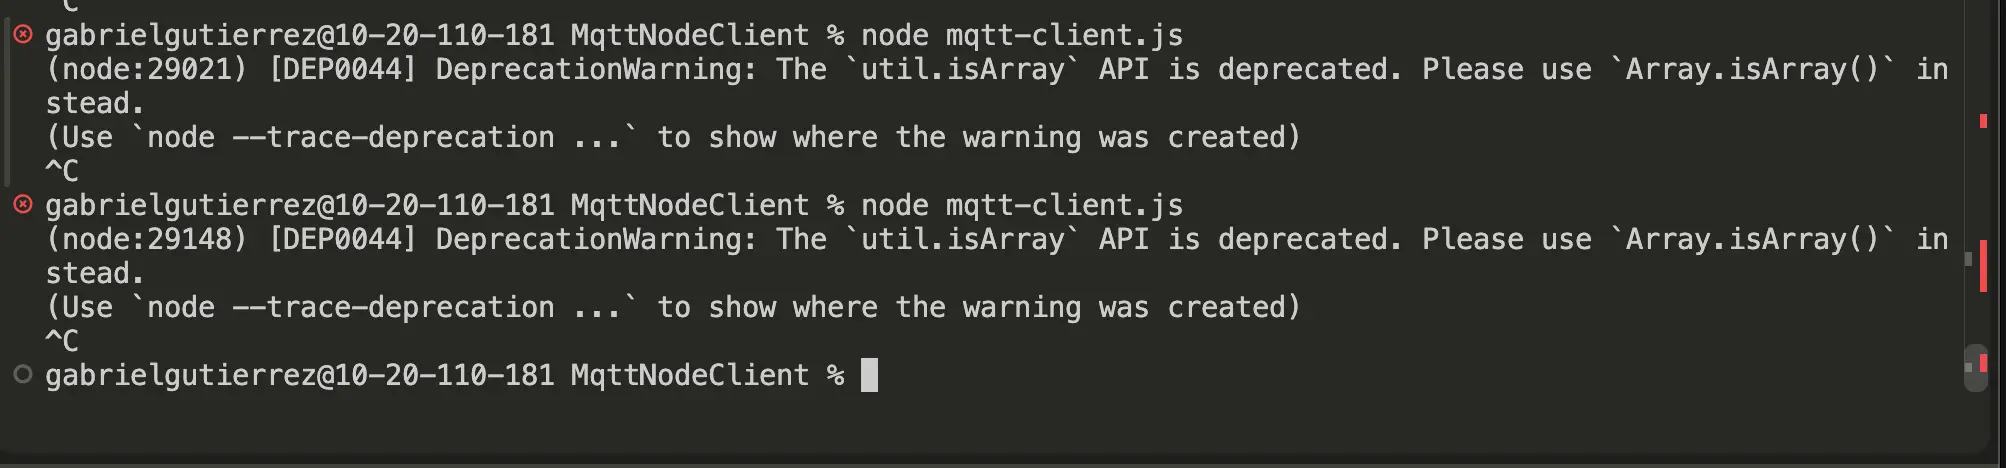 ^C
gabrielgutierrez@10-20-110-181 MqttNodeClient % node mqtt-client.js
(node:29021) [DEP0044] DeprecationWarning: The `util.isArray` API is deprecated. Please use `Array.isArray()` in
stead.
(Use `node --trace-deprecation ...` to show where the warning was created)
^C
gabrielgutierrez@10-20-110-181 MqttNodeClient % node mqtt-client.js
(node:29148) [DEP0044] DeprecationWarning: The `util.isArray` API is deprecated. Please use `Array.isArray()` in
stead.
(Use `node --trace-deprecation ...` to show where the warning was created)
^C
gabrielgutierrez@10-20-110-181 MqttNodeClient %